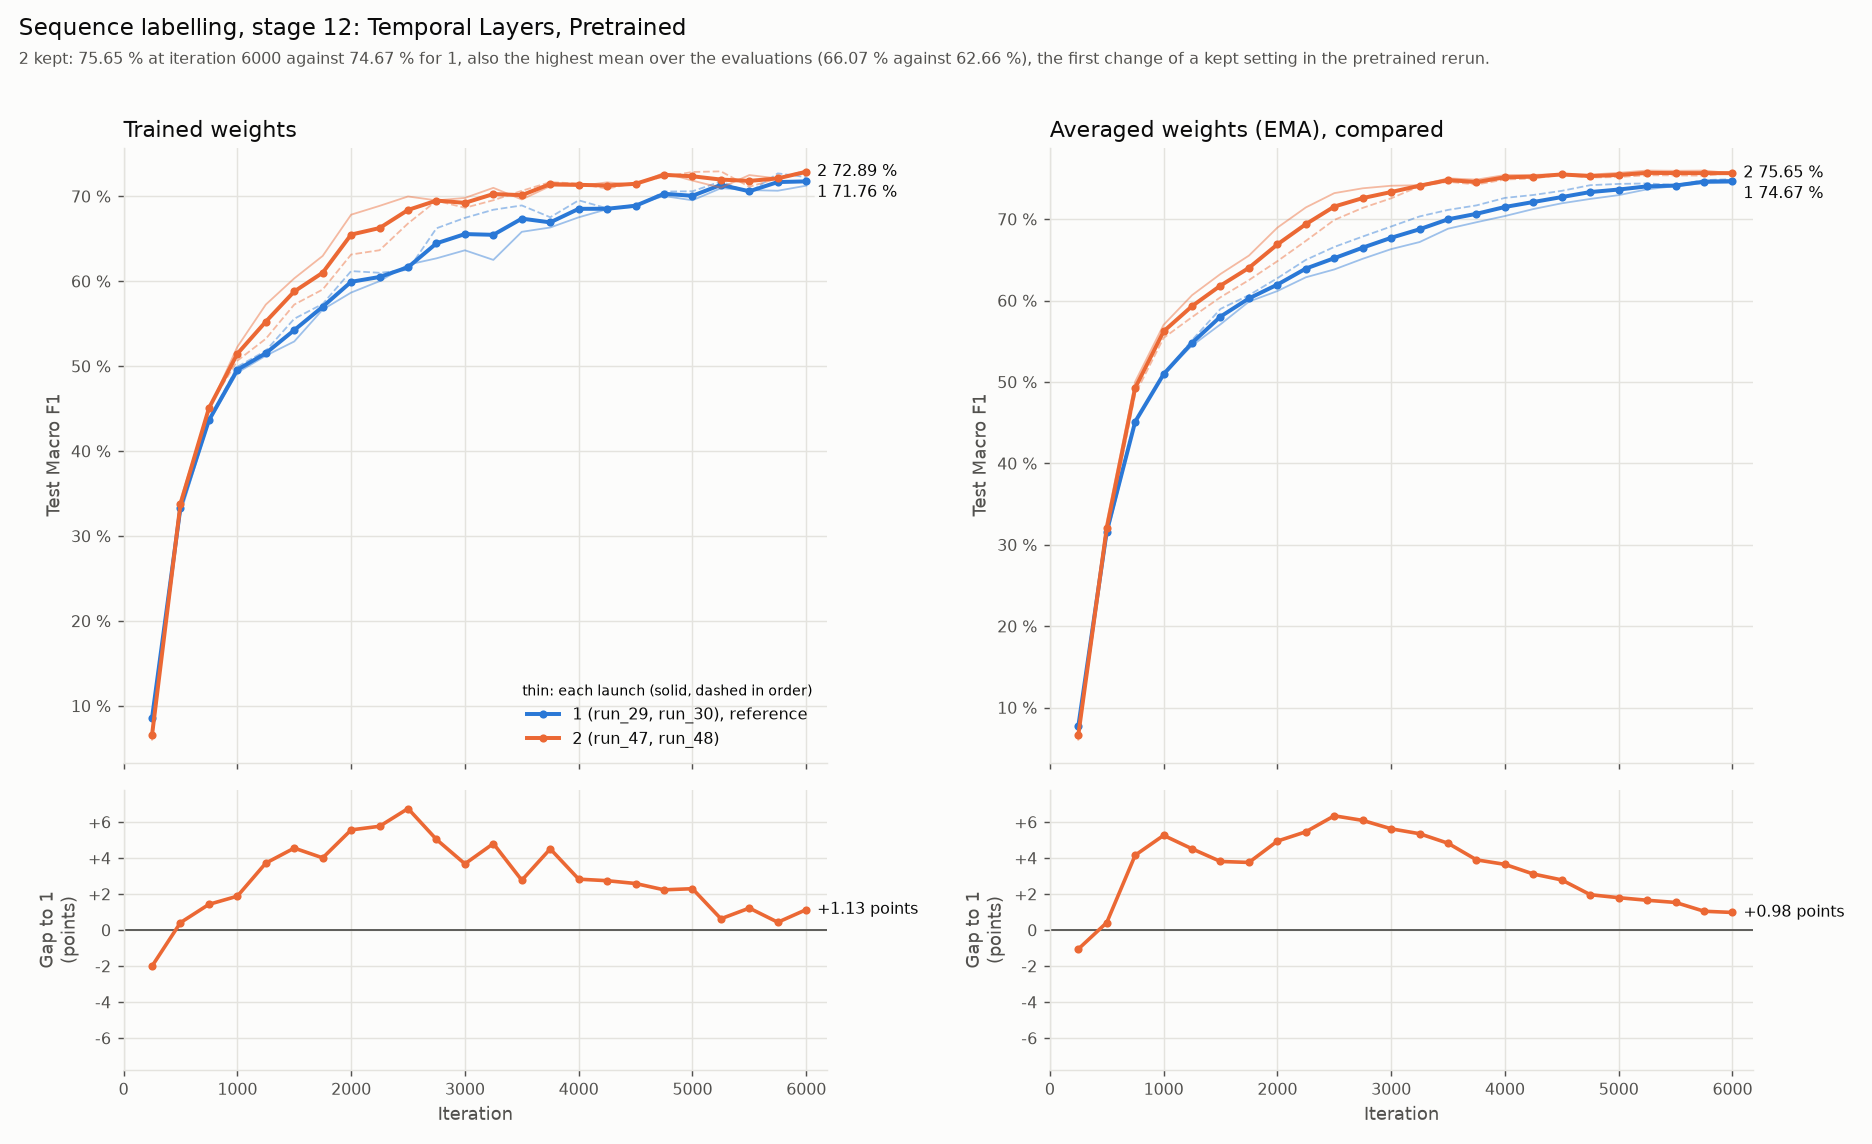 Sequence labelling, stage 12: Temporal Layers, Pretrained
2 kept: 75.65 % at iteration 6000 against 74.67 % for 1, also the highest mean over the evaluations (66.07 % against 62.66 %), the first change of a kept setting in the pretrained rerun.
Trained weights
Test Macro F1
70 %
60 %
50 %
40 %
30 %
20 %
10 %
2 72.89 %
1 71.76 %
thin: each launch (solid, dashed in order)
1 (run_29, run_30), reference
2 (run_47, run_48)
Gap to 1
(points)
+6
+4
+2
0
-2
-4
-6
+1.13 points
0
1000
2000
3000
4000
5000
6000
Iteration
Averaged weights (EMA), compared
Test Macro F1
70 %
60 %
50 %
40 %
30 %
20 %
10 %
2 75.65 %
1 74.67 %
Gap to 1
(points)
+6
+4
+2
0
-2
-4
-6
+0.98 points
0
1000
2000
3000
4000
5000
6000
Iteration